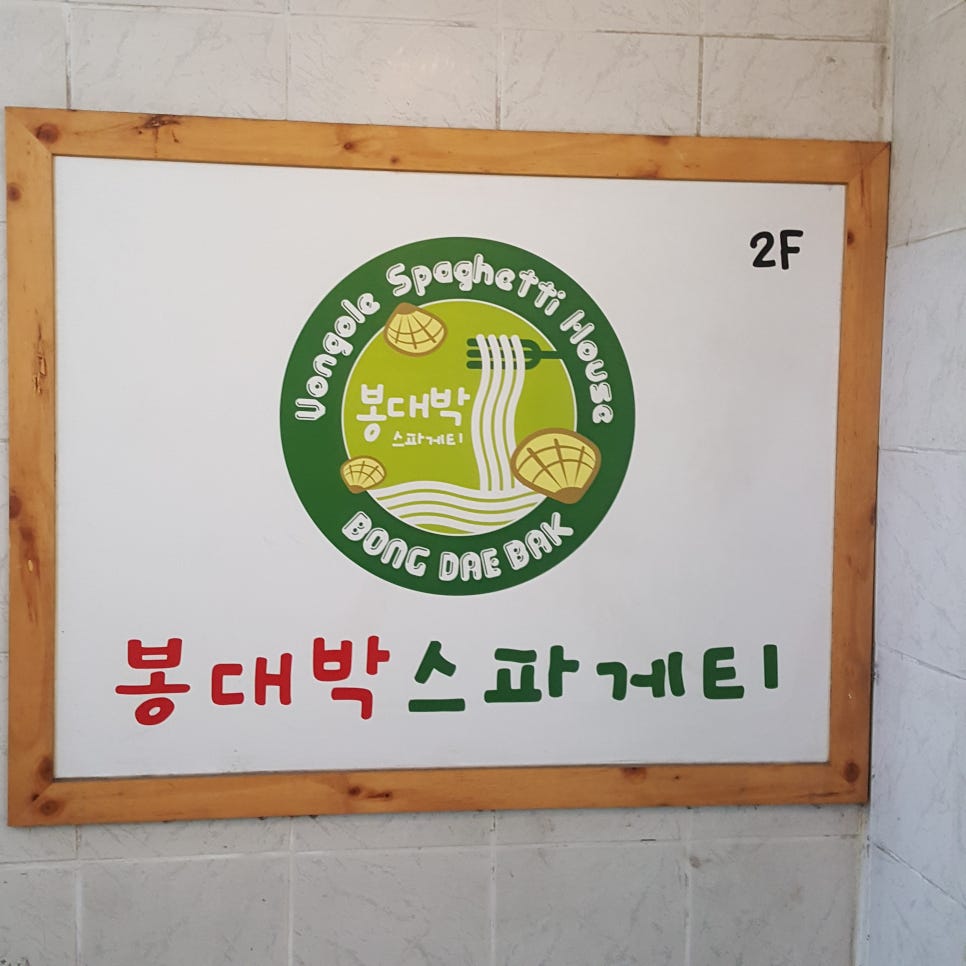 2F
Vongole Spaghetti House
봉대박
스파게티
BONG DAE BAK
봉대박스파게티